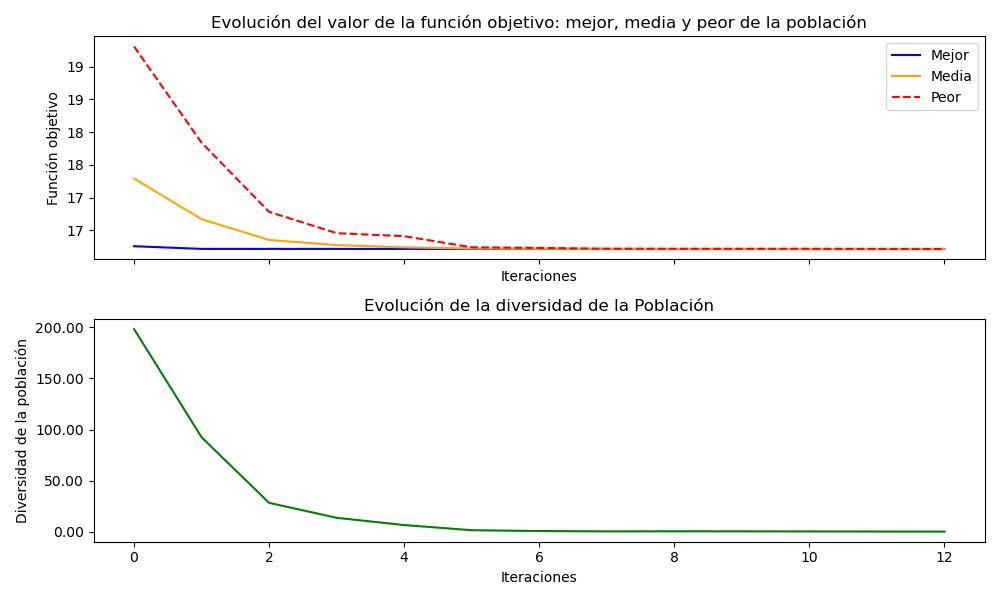 Evolución del valor de la función objetivo: mejor, media y peor de la población
19
19
18
18
17
17
Función objetivo
Mejor
Media
Peor
Iteraciones
Evolución de la diversidad de la Población
200.00
150.00
100.00
50.00
0.00
Diversidad de la población
0 2 4 6 8 10 12
Iteraciones